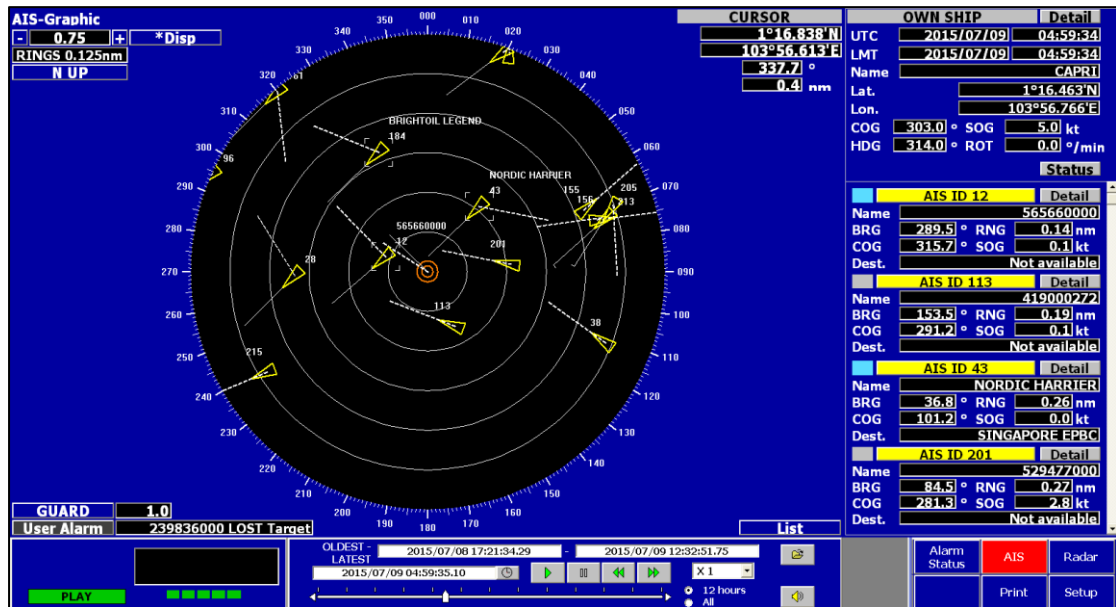 AIS-Graphic
- 0.75 + *Disp
RINGS 0.125nm
N UP
CURSOR
1°16.838'N
103°56.613'E
337.7 °
0.4 nm
OWN SHIP Detail
UTC 2015/07/09 04:59:34
LMT 2015/07/09 04:59:34
Name CAPRI
Lat. 1°16.463'N
Lon. 103°56.766'E
COG 303.0 ° SOG 5.0 kt
HDG 314.0 ° ROT 0.0 °/min
Status
AIS ID 12 Detail
Name 565660000
BRG 289.5 ° RNG 0.14 nm
COG 315.7 ° SOG 0.1 kt
Dest. Not available
AIS ID 113 Detail
Name 419000272
BRG 153.5 ° RNG 0.19 nm
COG 291.2 ° SOG 0.1 kt
Dest. Not available
AIS ID 43 Detail
Name NORDIC HARRIER
BRG 36.8 ° RNG 0.26 nm
COG 101.2 ° SOG 0.0 kt
Dest. SINGAPORE EPBC
AIS ID 201 Detail
Name 529477000
BRG 84.5 ° RNG 0.27 nm
COG 281.3 ° SOG 2.8 kt
Dest. Not available
000
020
030
040
050
060
070
080
090
100
110
120
130
140
150
160
170
180
190
200
210
220
230
240
250
260
270
280
290
300
310
320
340
350
61
96
BRIGHTOIL LEGEND
184
NORDIC HARRIER
43
155
156
205
313
565660000
12
201
28
113
38
215
GUARD 1.0
User Alarm 239836000 LOST Target
List
PLAY
OLDEST - LATEST
2015/07/08 17:21:34.29 - 2015/07/09 12:32:51.75
2015/07/09 04:59:35.10
X 1
12 hours
All
Alarm Status
AIS
Radar
Print
Setup